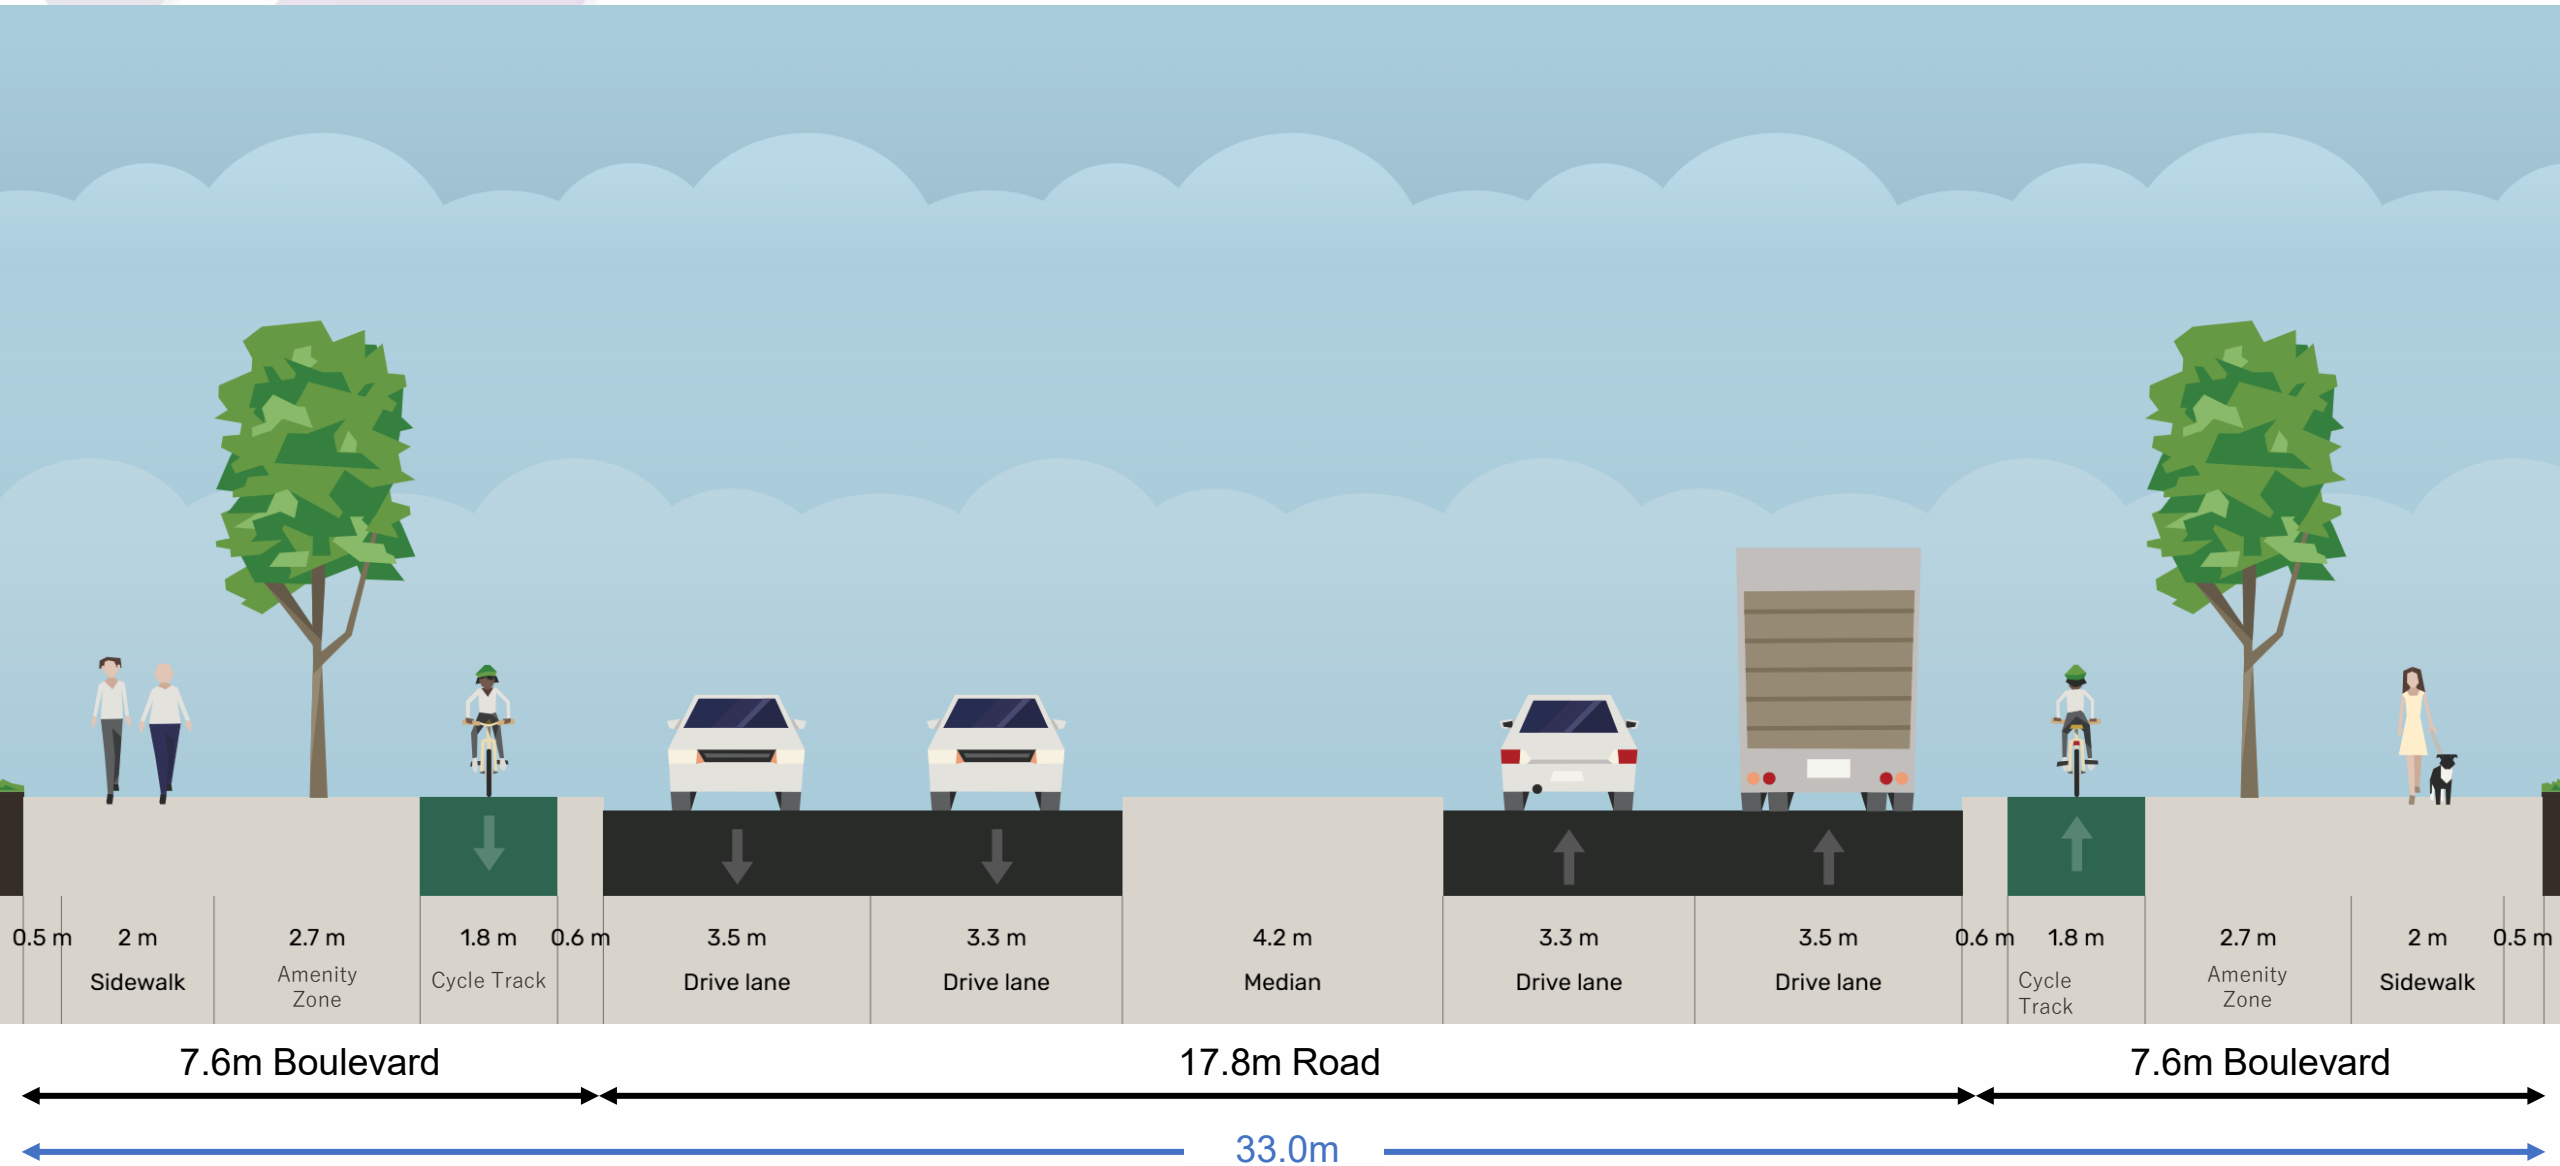 0.5 m 2 m 2.7 m 1.8 m 0.6 m 3.5 m 3.3 m 4.2 m 3.3 m 3.5 m 0.6 m 1.8 m 2.7 m 2 m 0.5 m
Sidewalk Amenity Zone Cycle Track Drive lane Drive lane Median Drive lane Drive lane Cycle Track Amenity Zone Sidewalk
7.6m Boulevard 17.8m Road 7.6m Boulevard
33.0m